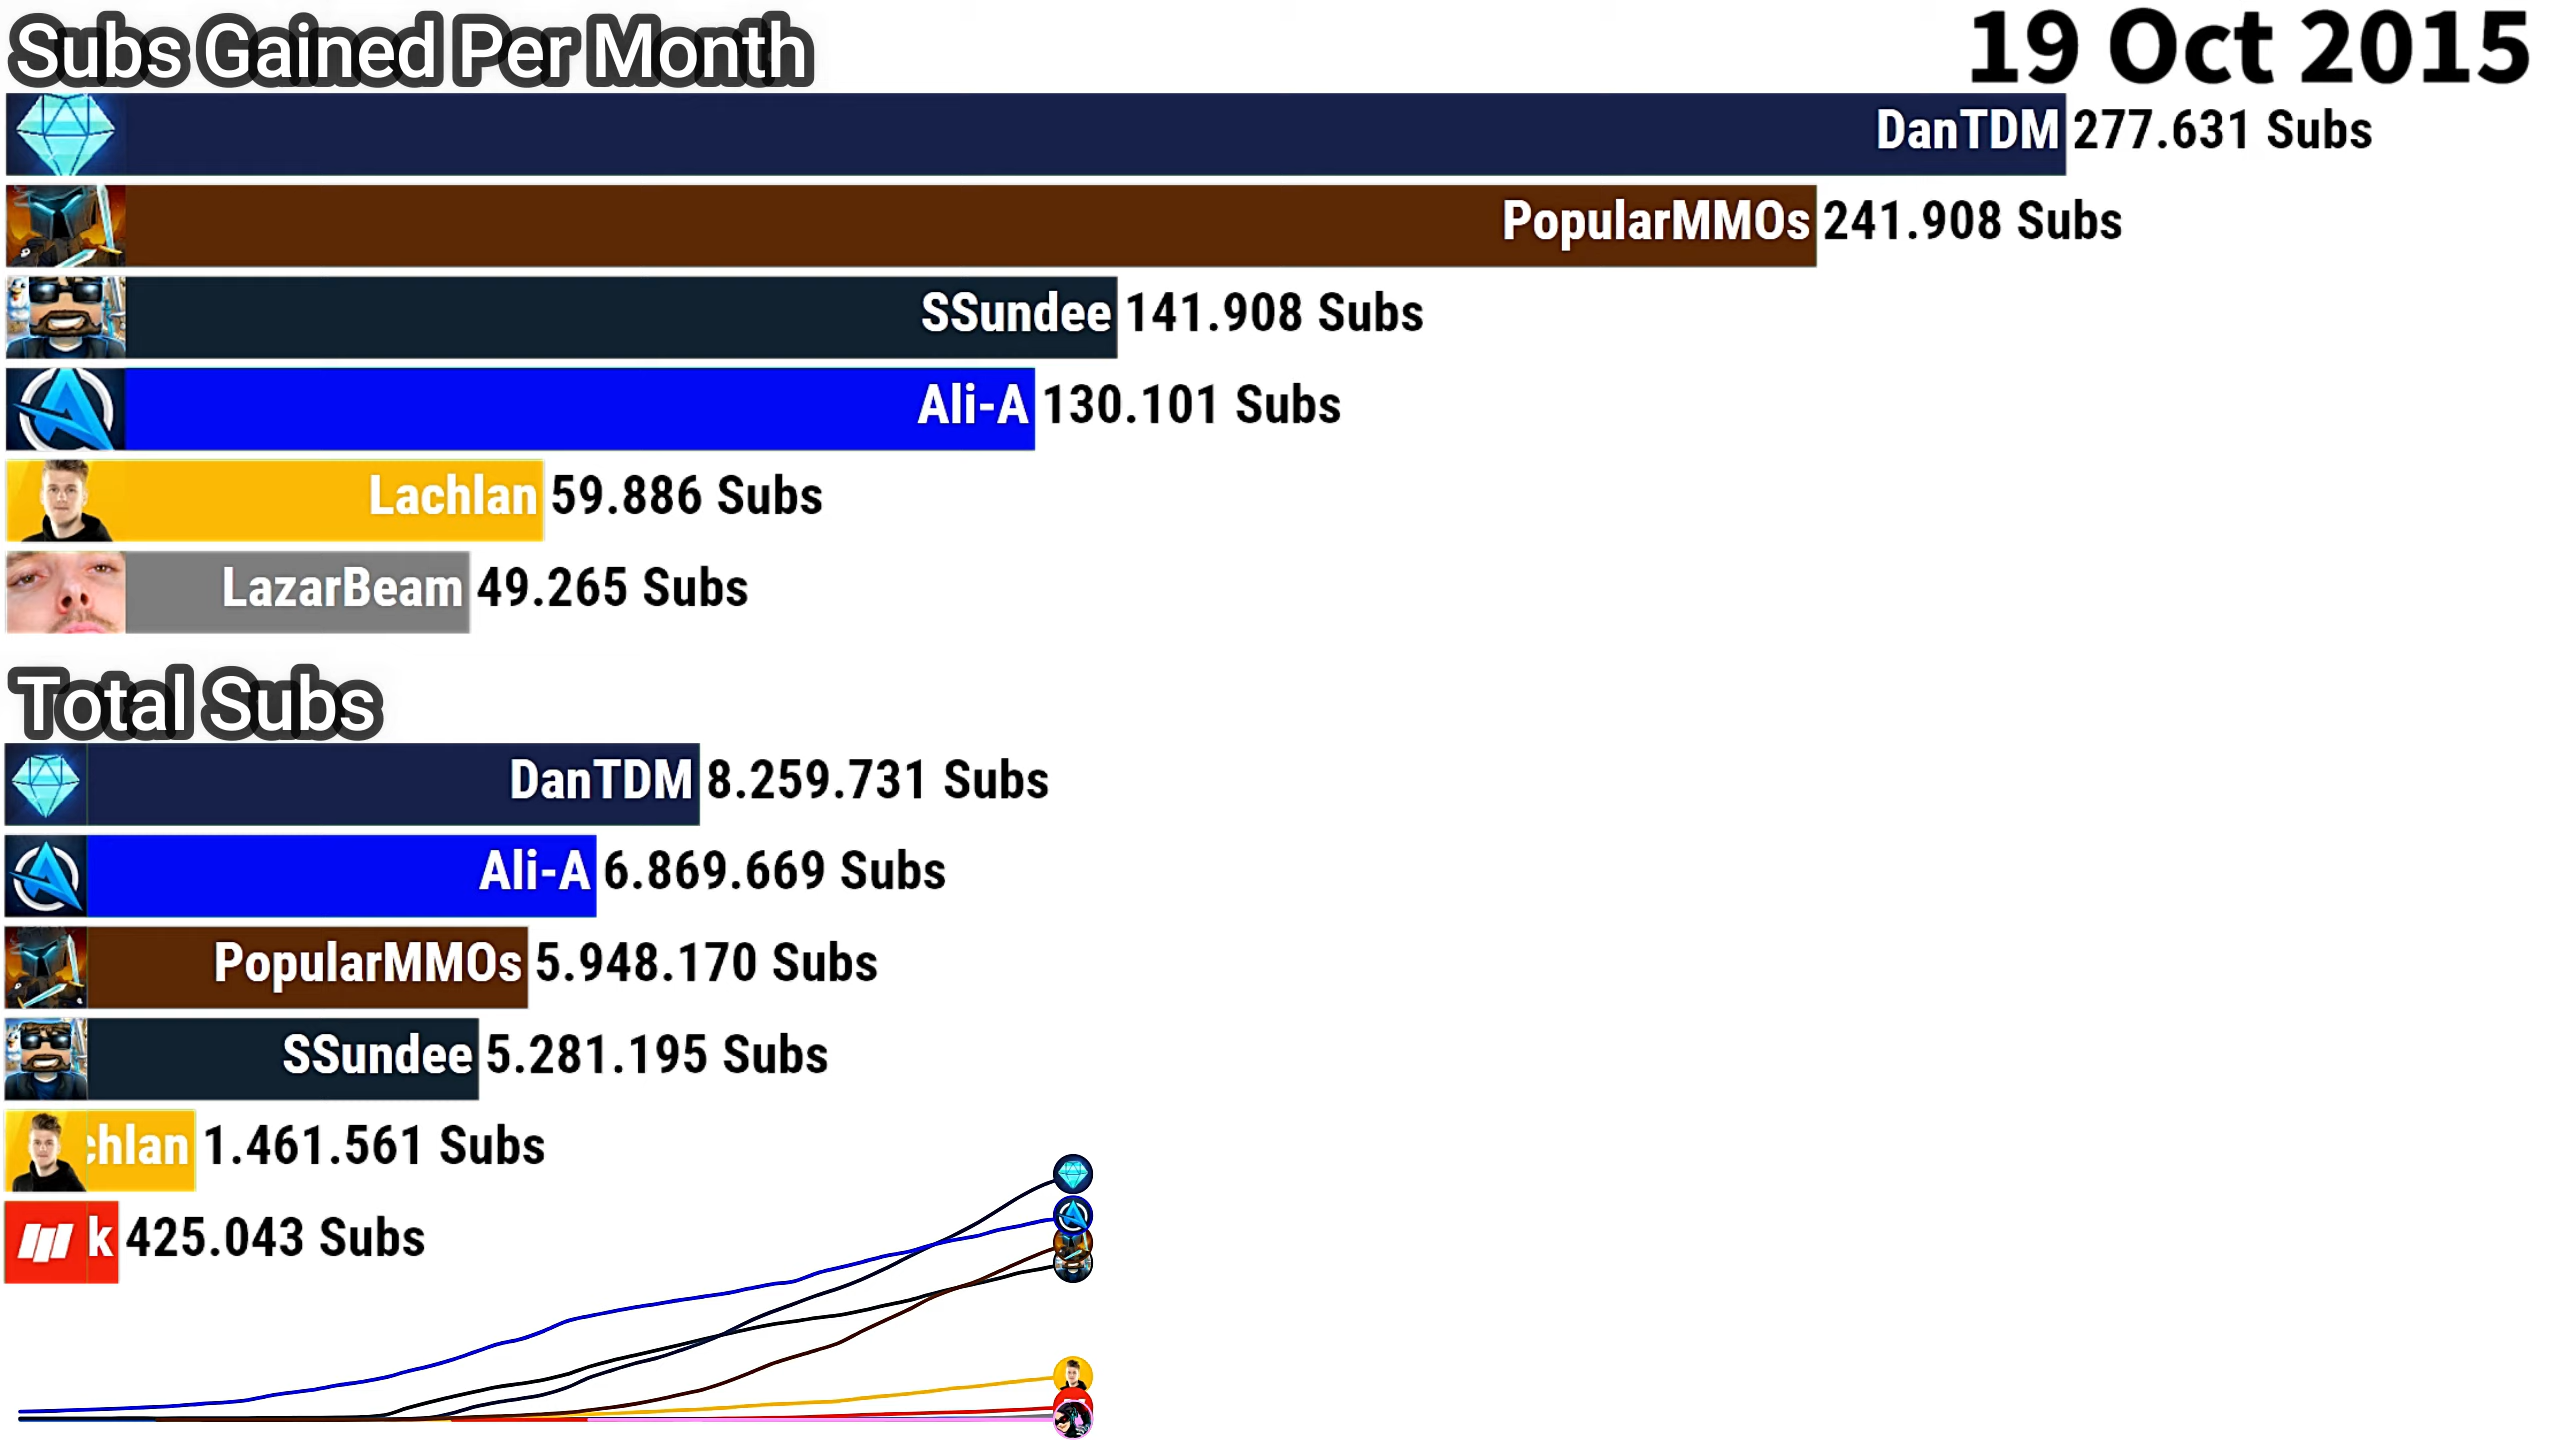 Subs Gained Per Month
19 Oct 2015
DanTDM 277.631 Subs
PopularMMOs 241.908 Subs
SSundee 141.908 Subs
Ali-A 130.101 Subs
Lachlan 59.886 Subs
LazarBeam 49.265 Subs
Total Subs
DanTDM 8.259.731 Subs
Ali-A 6.869.669 Subs
PopularMMOs 5.948.170 Subs
SSundee 5.281.195 Subs
chlan 1.461.561 Subs
k 425.043 Subs